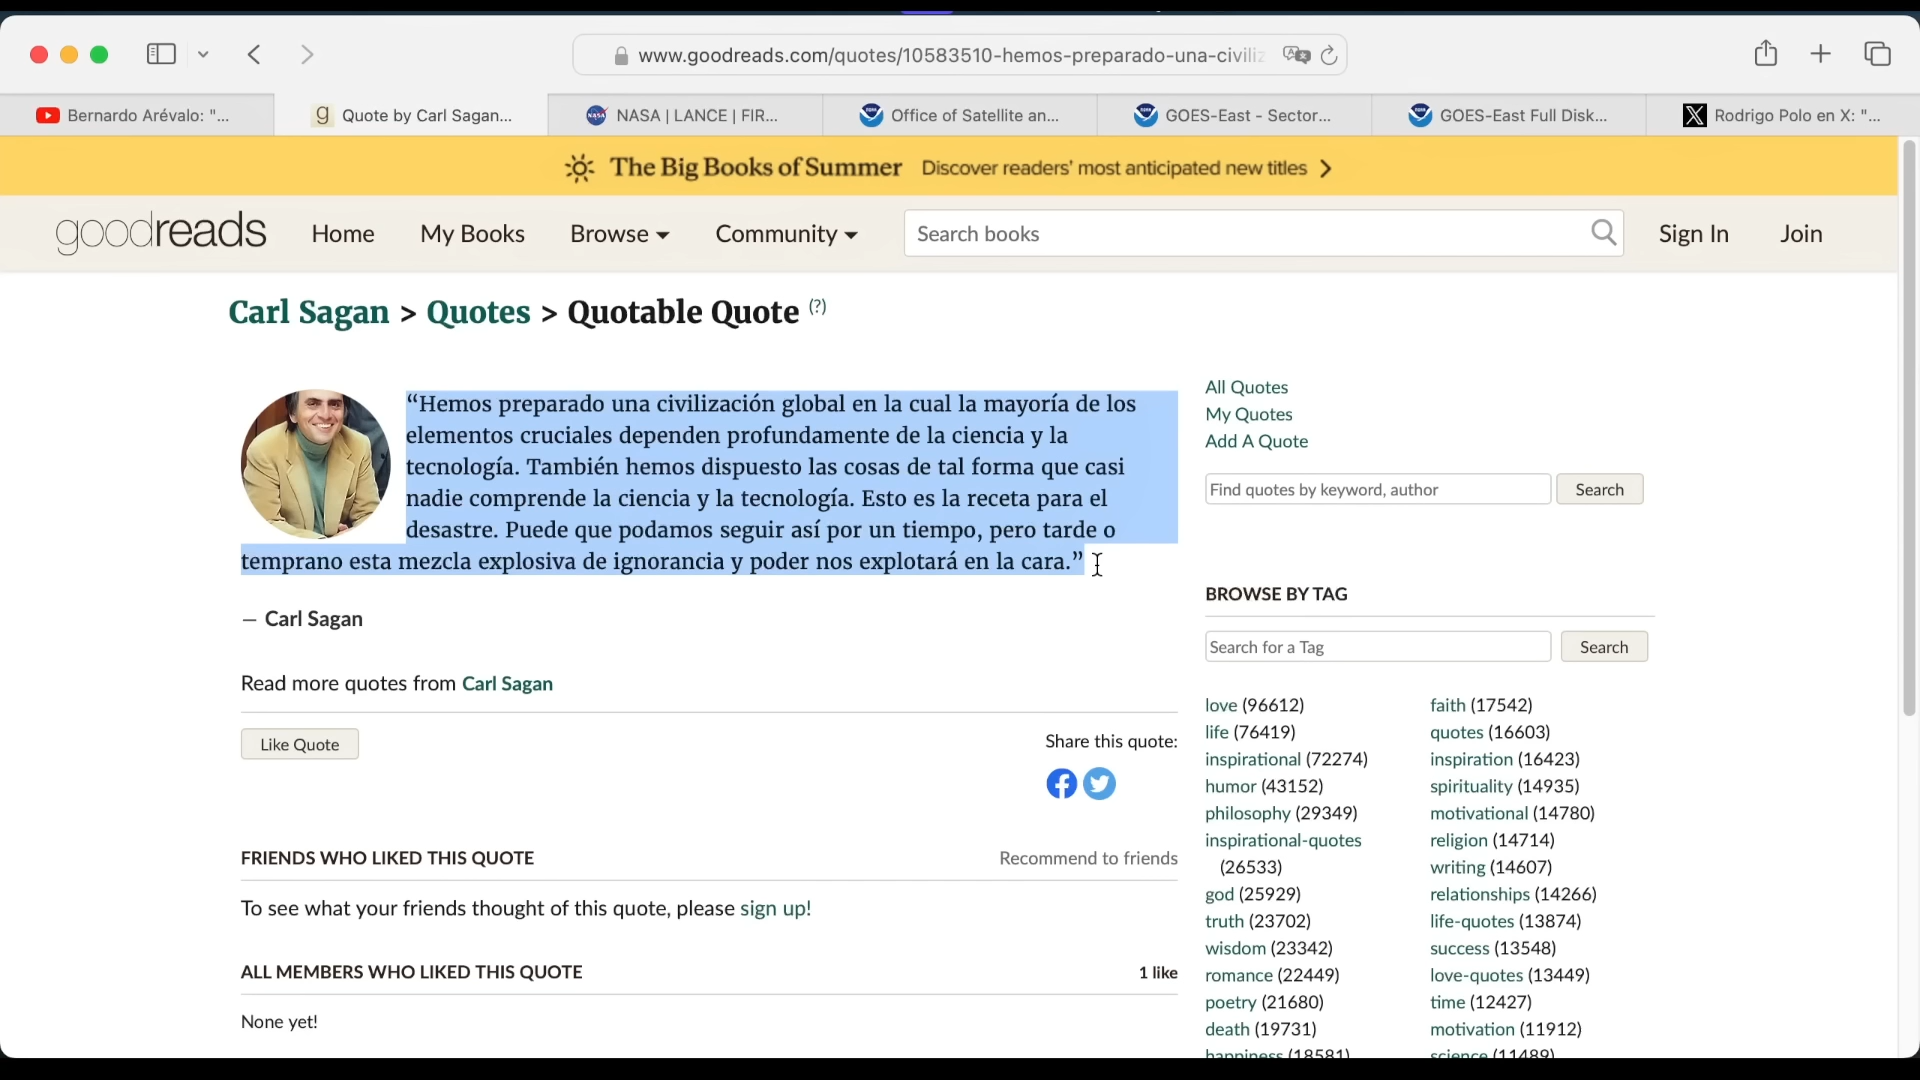 www.goodreads.com/quotes/10583510-hemos-preparado-una-civiliz
Bernardo Arévalo: "...
g Quote by Carl Sagan...
NASA | LANCE | FIR...
Office of Satellite an...
GOES-East - Sector...
GOES-East Full Disk...
Rodrigo Polo en X: "...
The Big Books of Summer Discover readers' most anticipated new titles
goodreads Home My Books Browse Community Search books Sign In Join
Carl Sagan > Quotes > Quotable Quote (?)
“Hemos preparado una civilización global en la cual la mayoría de los
elementos cruciales dependen profundamente de la ciencia y la
tecnología. También hemos dispuesto las cosas de tal forma que casi
nadie comprende la ciencia y la tecnología. Esto es la receta para el
desastre. Puede que podamos seguir así por un tiempo, pero tarde o
temprano esta mezcla explosiva de ignorancia y poder nos explotará en la cara.”
— Carl Sagan
Read more quotes from Carl Sagan
Like Quote
Share this quote:
FRIENDS WHO LIKED THIS QUOTE
Recommend to friends
To see what your friends thought of this quote, please sign up!
ALL MEMBERS WHO LIKED THIS QUOTE
1 like
None yet!
All Quotes
My Quotes
Add A Quote
Find quotes by keyword, author
Search
BROWSE BY TAG
Search for a Tag
Search
love (96612)
life (76419)
inspirational (72274)
humor (43152)
philosophy (29349)
inspirational-quotes
(26533)
god (25929)
truth (23702)
wisdom (23342)
romance (22449)
poetry (21680)
death (19731)
happiness (18581)
faith (17542)
quotes (16603)
inspiration (16423)
spirituality (14935)
motivational (14780)
religion (14714)
writing (14607)
relationships (14266)
life-quotes (13874)
success (13548)
love-quotes (13449)
time (12427)
motivation (11912)
science (11489)